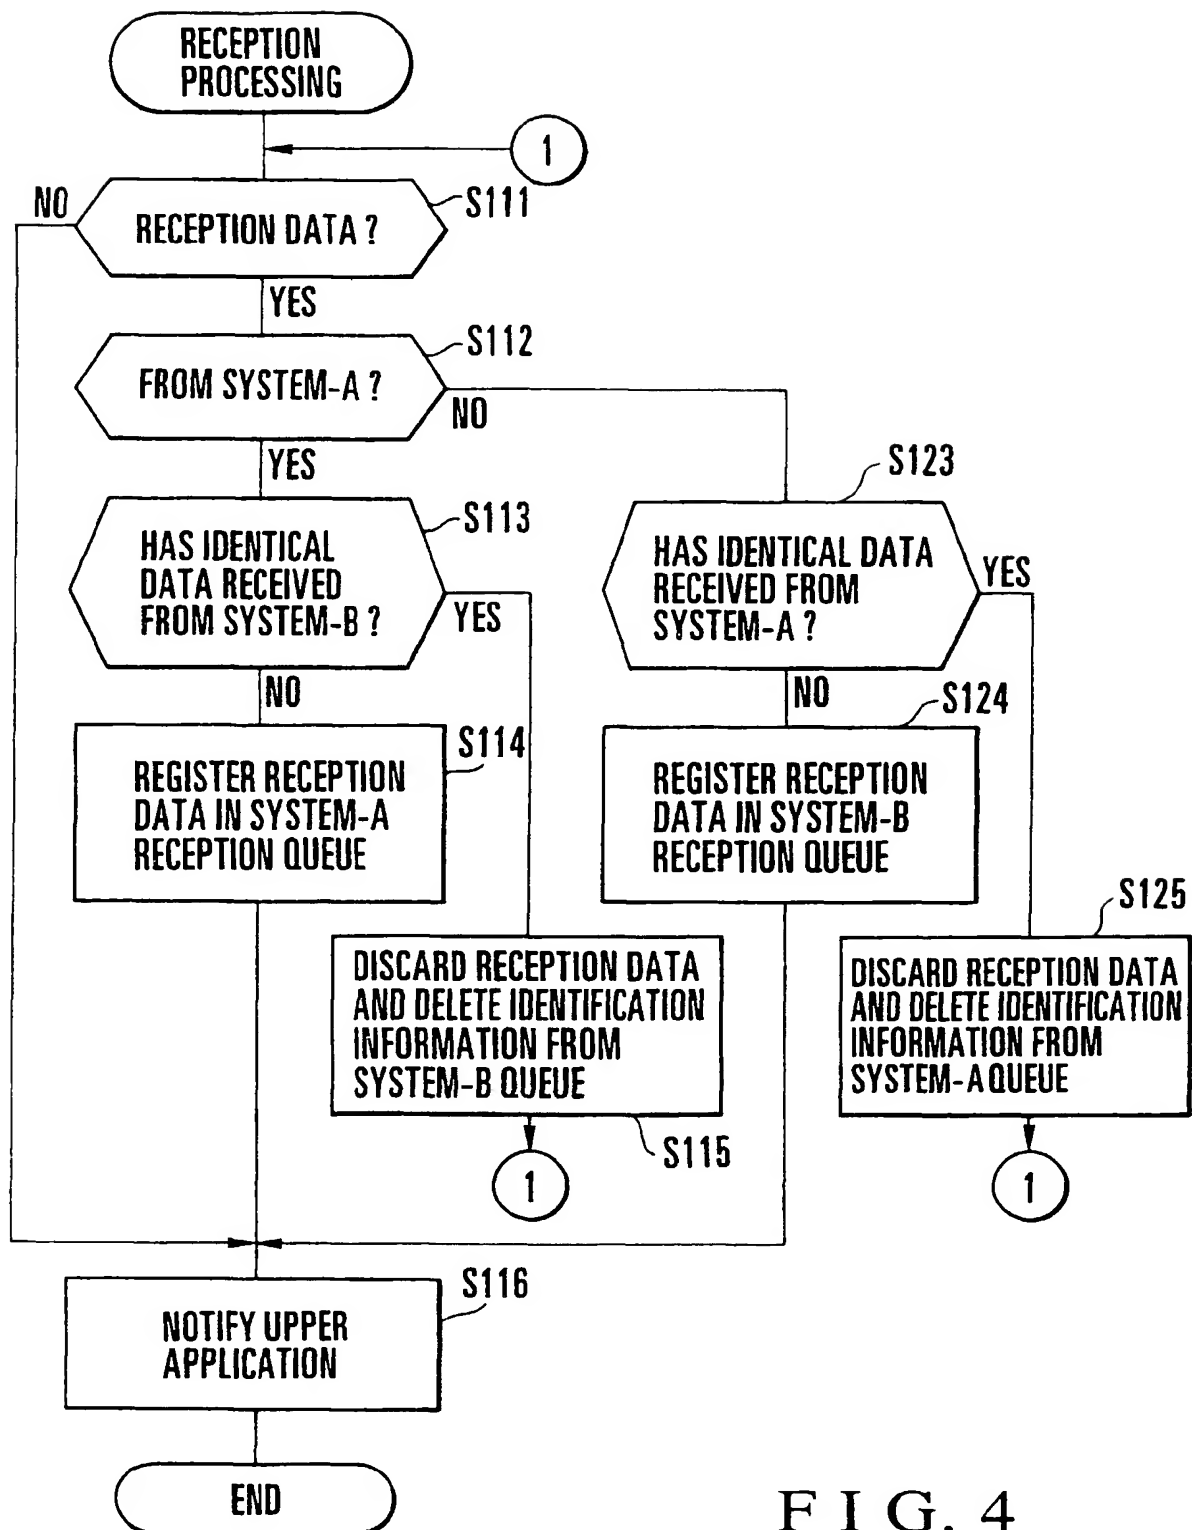 RECEPTION
PROCESSING
1
NO
S111
RECEPTION DATA ?
YES
S112
FROM SYSTEM-A ?
NO
YES
S123
S113
HAS IDENTICAL
DATA RECEIVED
FROM SYSTEM-B ?
YES
HAS IDENTICAL DATA
RECEIVED FROM
SYSTEM-A ?
YES
NO
NO
S124
S114
REGISTER RECEPTION
DATA IN SYSTEM-A
RECEPTION QUEUE
REGISTER RECEPTION
DATA IN SYSTEM-B
RECEPTION QUEUE
S125
DISCARD RECEPTION DATA
AND DELETE IDENTIFICATION
INFORMATION FROM
SYSTEM-B QUEUE
DISCARD RECEPTION DATA
AND DELETE IDENTIFICATION
INFORMATION FROM
SYSTEM-A QUEUE
S115
1
1
S116
NOTIFY UPPER
APPLICATION
END
FIG. 4